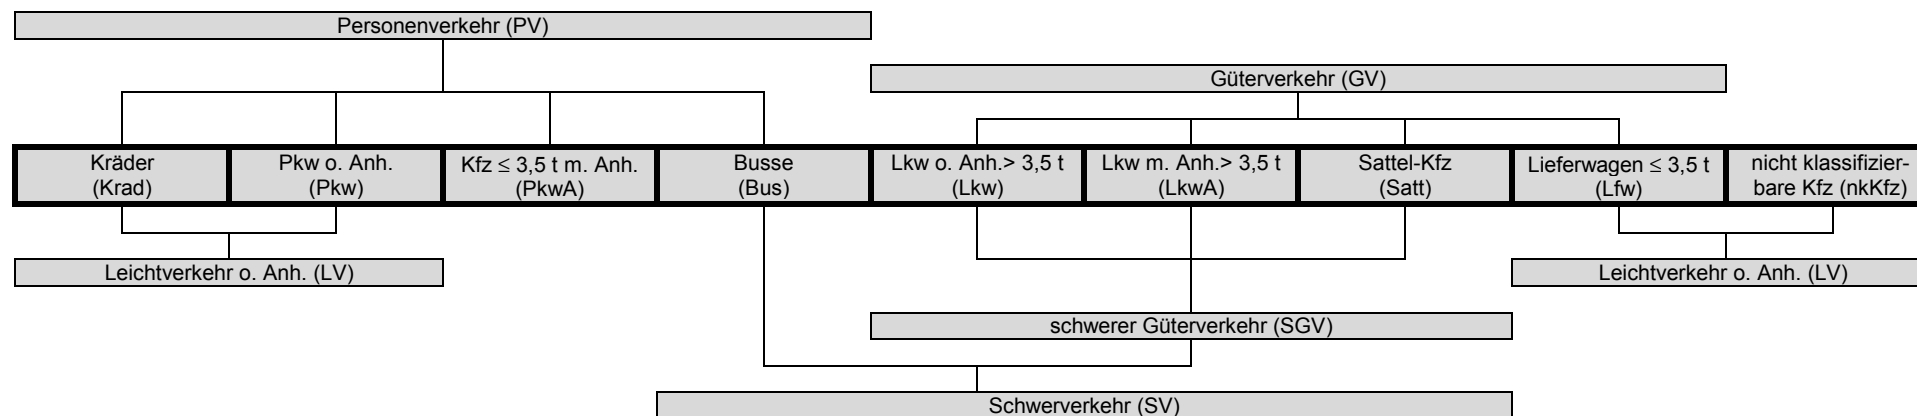 Personenverkehr (PV)
Güterverkehr (GV)
Kräder
(Krad)
Pkw o. Anh.
(Pkw)
Kfz ≤ 3,5 t m. Anh.
(PkwA)
Busse
(Bus)
Lkw o. Anh.> 3,5 t
(Lkw)
Lkw m. Anh.> 3,5 t
(LkwA)
Sattel-Kfz
(Satt)
Lieferwagen ≤ 3,5 t
(Lfw)
nicht klassifizier-
bare Kfz (nkKfz)
Leichtverkehr o. Anh. (LV)
Leichtverkehr o. Anh. (LV)
schwerer Güterverkehr (SGV)
Schwerverkehr (SV)